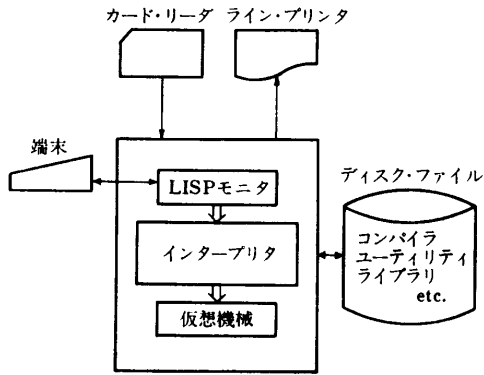 カード・リーダ ライン・プリンタ
端末
LISPモニタ
ディスク・ファイル
インタープリタ
コンパイラ
ユーティリティ
ライブラリ
etc.
仮想機械